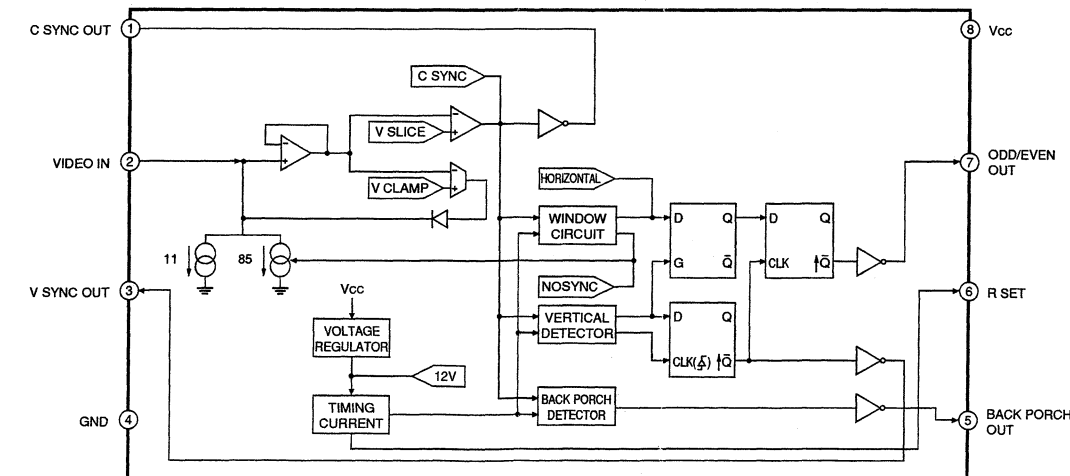 C SYNC OUT 1
8 Vcc
C SYNC
V SLICE
- +
- +
VIDEO IN 2
7 ODD/EVEN
OUT
- +
V CLAMP
HORIZONTAL
WINDOW
CIRCUIT
D Q
G Q̅
D Q
CLK Q̅
11
85
NOSYNC
V SYNC OUT 3
6 R SET
Vcc
VOLTAGE
REGULATOR
VERTICAL
DETECTOR
D Q
CLK( ) Q̅
12V
TIMING
CURRENT
BACK PORCH
DETECTOR
GND 4
5 BACK PORCH
OUT